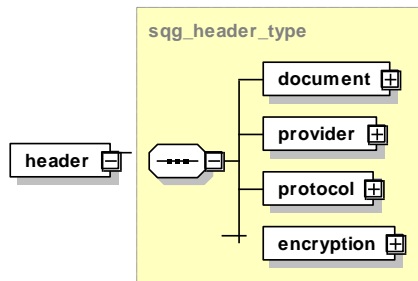 sqg_header_type
document
provider
header
protocol
encryption